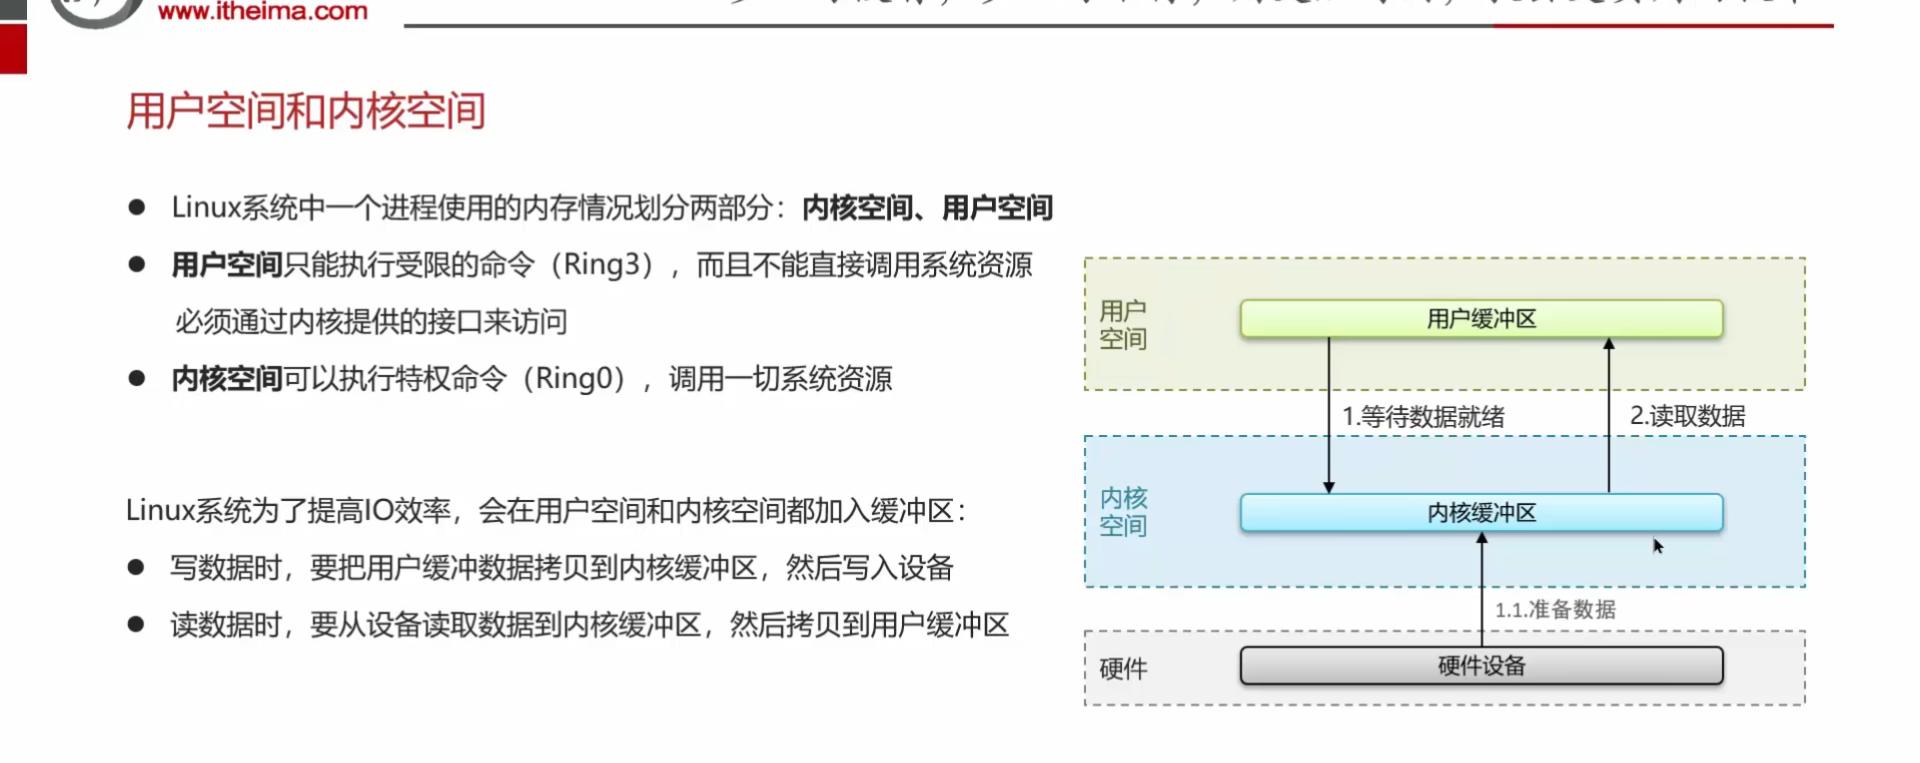 www.itheima.com
用户空间和内核空间
● Linux系统中一个进程使用的内存情况划分两部分：内核空间、用户空间
● 用户空间只能执行受限的命令（Ring3），而且不能直接调用系统资源
必须通过内核提供的接口来访问
● 内核空间可以执行特权命令（Ring0），调用一切系统资源
Linux系统为了提高IO效率，会在用户空间和内核空间都加入缓冲区：
● 写数据时，要把用户缓冲数据拷贝到内核缓冲区，然后写入设备
● 读数据时，要从设备读取数据到内核缓冲区，然后拷贝到用户缓冲区
用户
空间
用户缓冲区
1.等待数据就绪
2.读取数据
内核
空间
内核缓冲区
1.1.准备数据
硬件
硬件设备